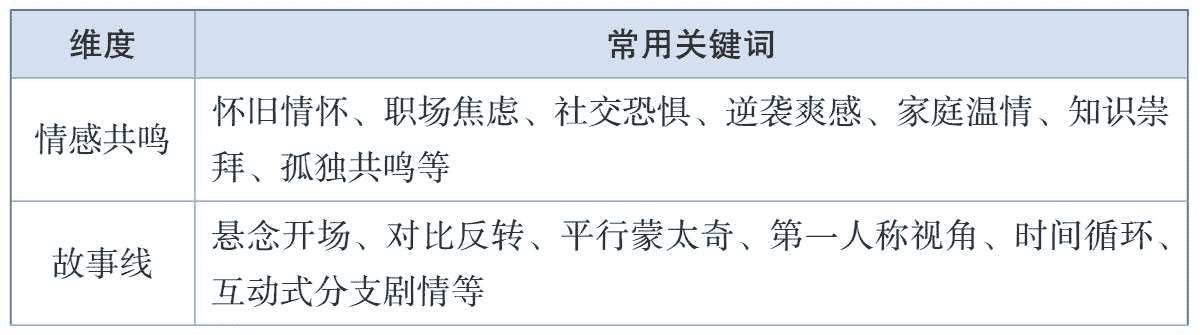 维度 常用关键词
怀旧情怀、职场焦虑、社交恐惧、逆袭爽感、家庭温情、知识崇
情感共鸣
拜、孤独共鸣等
悬念开场、对比反转、平行蒙太奇、第一人称视角、时间循环、
故事线
互动式分支剧情等